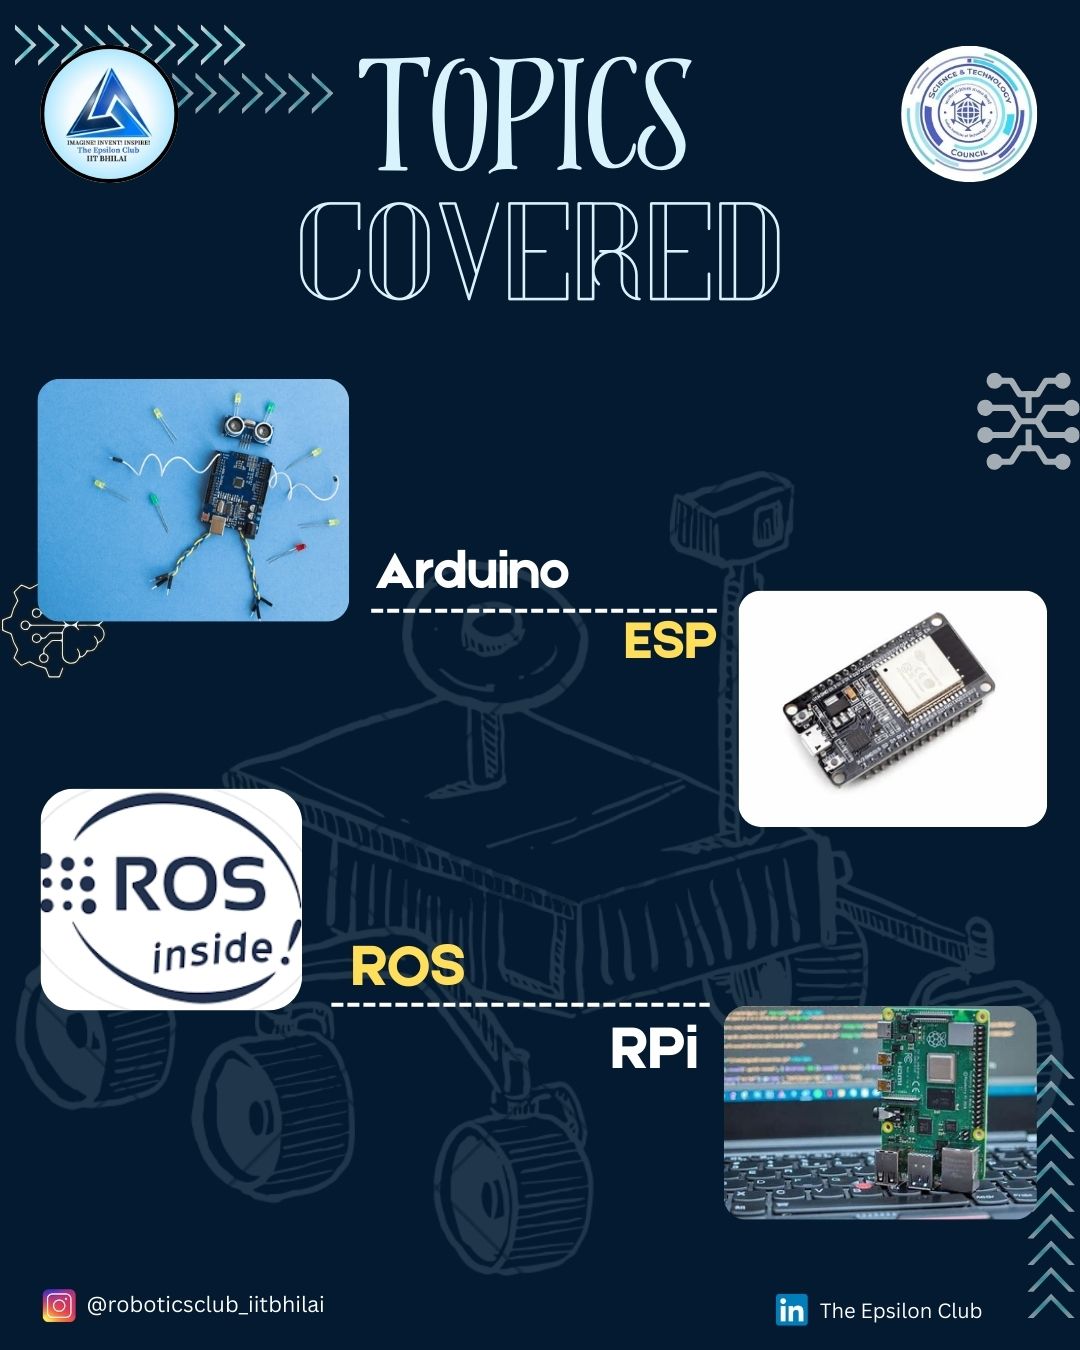 IMAGINE! INVENT! INSPIRE!
The Epsilon Club
IIT BHILAI
TOPICS
COVERED
SCIENCE & TECHNOLOGY
COUNCIL
Arduino
ESP
ROS
inside!
ROS
RPi
@roboticsclub_iitbhilai
in The Epsilon Club